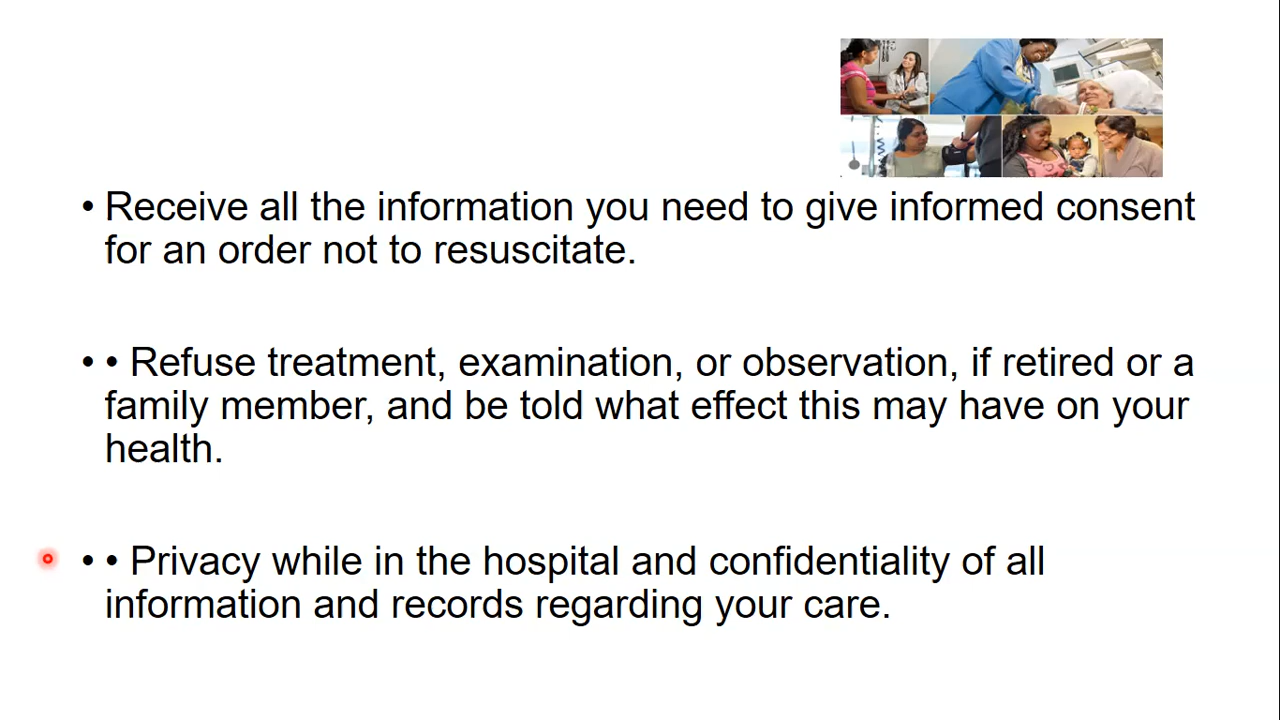 • Receive all the information you need to give informed consent
for an order not to resuscitate.
• • Refuse treatment, examination, or observation, if retired or a
family member, and be told what effect this may have on your
health.
• • Privacy while in the hospital and confidentiality of all
information and records regarding your care.